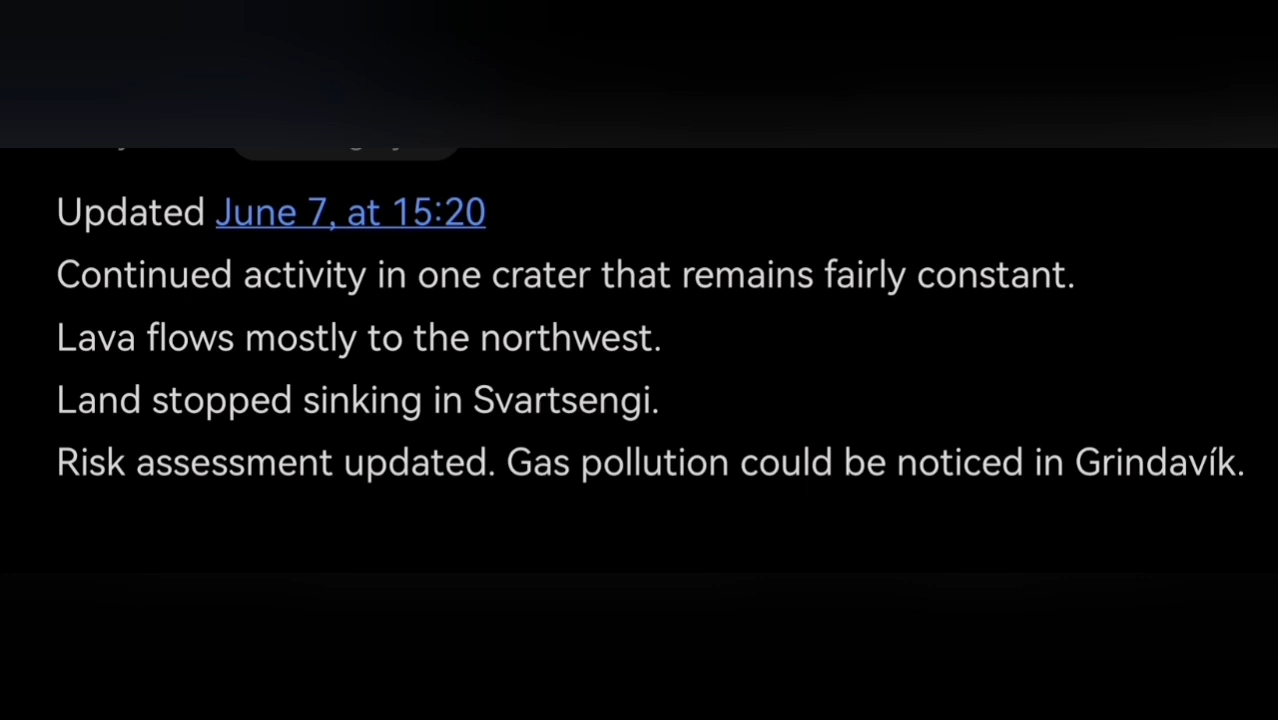 Updated June 7, at 15:20
Continued activity in one crater that remains fairly constant.
Lava flows mostly to the northwest.
Land stopped sinking in Svartsengi.
Risk assessment updated. Gas pollution could be noticed in Grindavík.